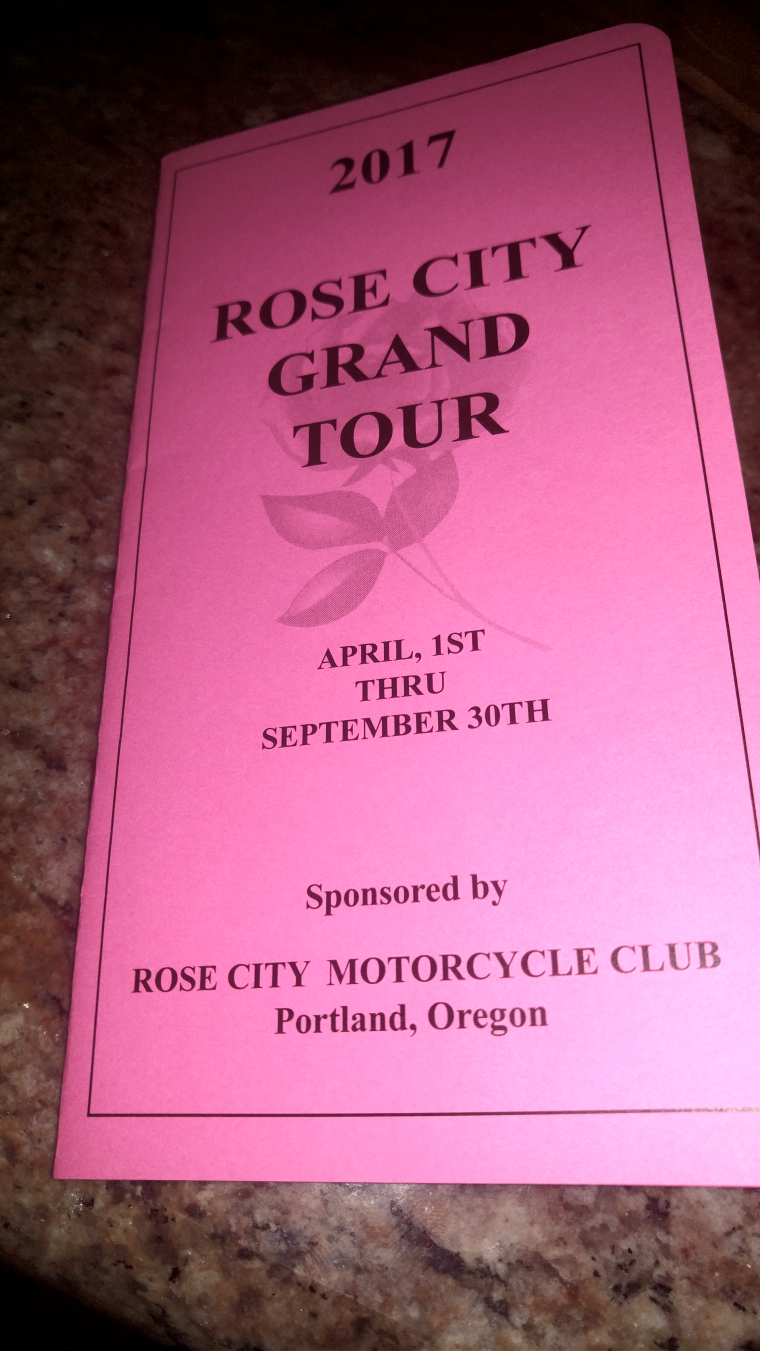 2017
ROSE CITY
GRAND
TOUR
APRIL, 1ST
THRU
SEPTEMBER 30TH
Sponsored by
ROSE CITY MOTORCYCLE CLUB
Portland, Oregon